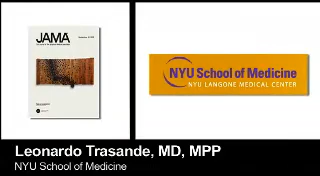 JAMA
NYU School of Medicine
NYU LANGONE MEDICAL CENTER
Leonardo Trasande, MD, MPP
NYU School of Medicine